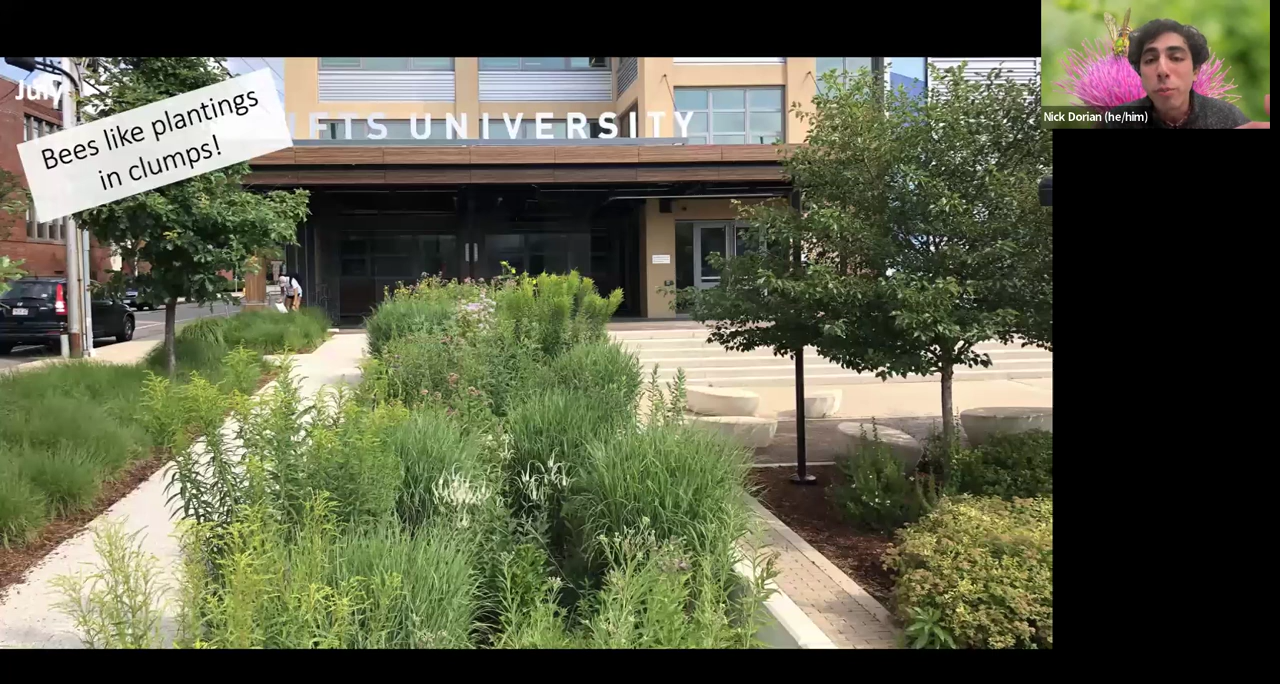 July
Bees like plantings
in clumps!
UFTS UNIVERSITY
Nick Dorian (he/him)